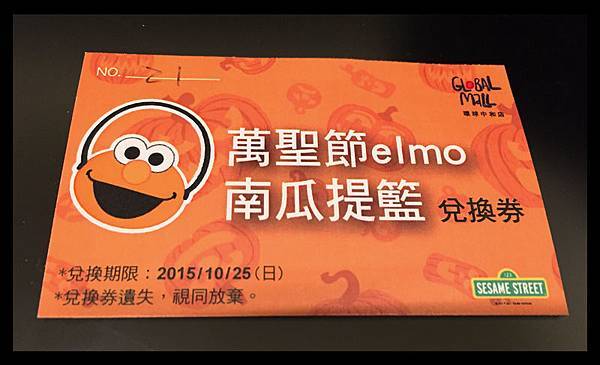 NO. 21
GLOBAL
MALL
環球中和店
萬聖節elmo
南瓜提籃 兌換券
*兌換期限：2015/10/25（日）
*兌換券遺失，視同放棄。
123
SESAME STREET